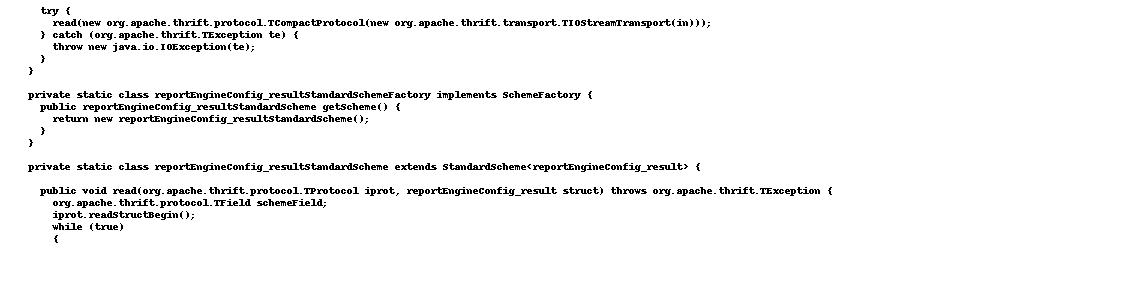 try {
read(new org.apache.thrift.protocol.TCompactProtocol(new org.apache.thrift.transport.TIOStreamTransport(in)));
} catch (org.apache.thrift.TException te) {
throw new java.io.IOException(te);
}
}
private static class reportEngineConfig_resultStandardSchemeFactory implements SchemeFactory {
public reportEngineConfig_resultStandardScheme getScheme() {
return new reportEngineConfig_resultStandardScheme();
}
}
private static class reportEngineConfig_resultStandardScheme extends StandardScheme<reportEngineConfig_result> {
public void read(org.apache.thrift.protocol.TProtocol iprot, reportEngineConfig_result struct) throws org.apache.thrift.TException {
org.apache.thrift.protocol.TField schemeField;
iprot.readStructBegin();
while (true)
{